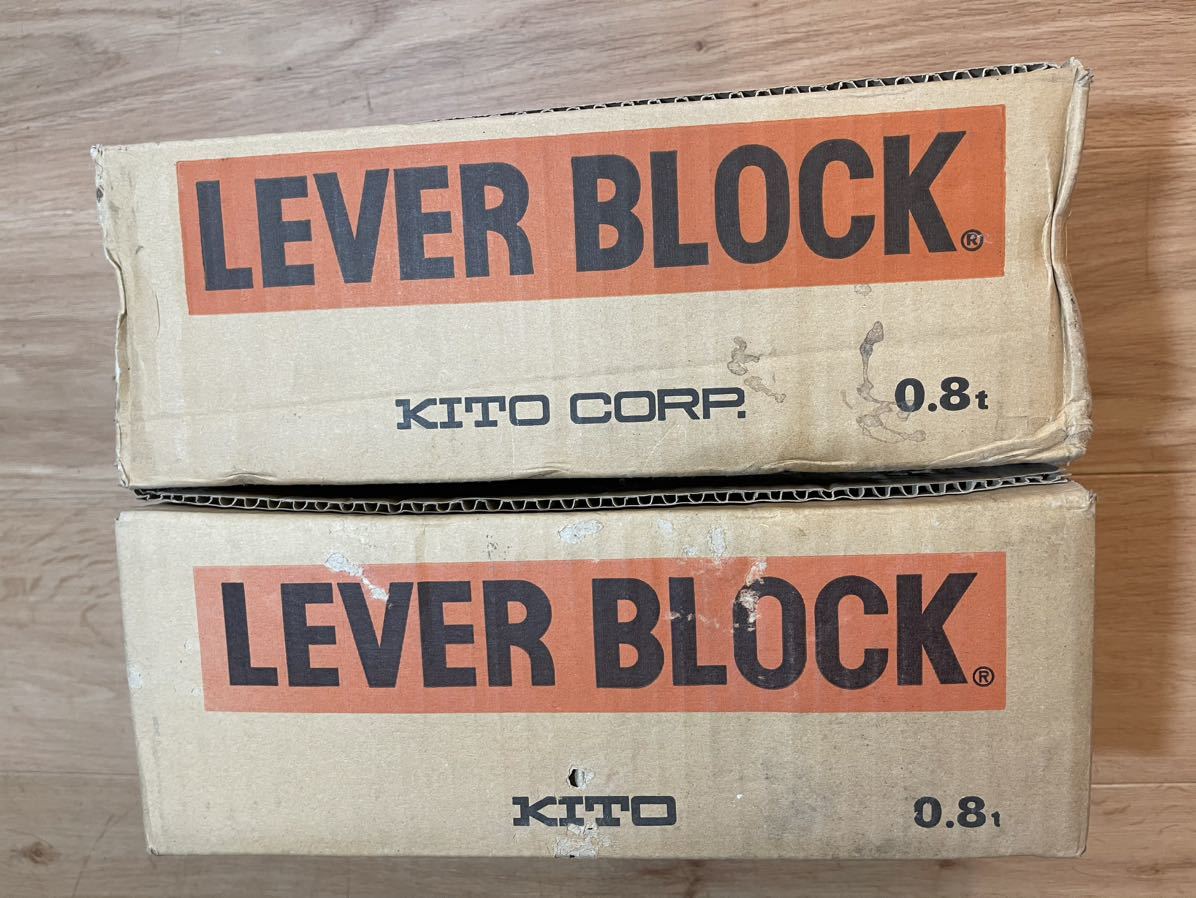 LEVER BLOCK®
KITO CORP.
0.8t
LEVER BLOCK®
KITO
0.8t